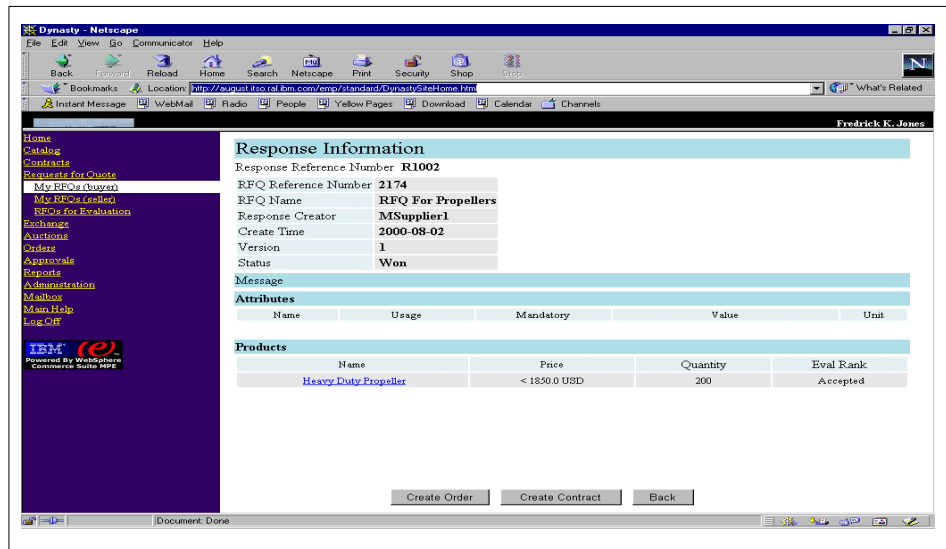 Dynasty - Netscape
File Edit View Go Communicator Help
Back Forward Reload Home Search Netscape Print Security Shop Stop
Bookmarks Location: http://august.itso.ral.ibm.com/emp/standard/DynastySiteHome.html What's Related
Instant Message WebMail Radio People Yellow Pages Download Calendar Channels
Fredrick K. Jones
Home
Catalog
Contracts
Requests for Quote
My RFQs (buyer)
My RFQs (seller)
RFQs for Evaluation
Exchange
Auctions
Orders
Approvals
Reports
Administration
Mailbox
Main Help
Log Off
IBM
Powered By WebSphere
Commerce Suite MPE
Response Information
Response Reference Number R1002
RFQ Reference Number 2174
RFQ Name RFQ For Propellers
Response Creator MSupplier1
Create Time 2000-08-02
Version 1
Status Won
Message
Attributes
Name Usage Mandatory Value Unit
Products
Name Price Quantity Eval Rank
Heavy Duty Propeller < 1850.0 USD 200 Accepted
Create Order Create Contract Back
Document: Done